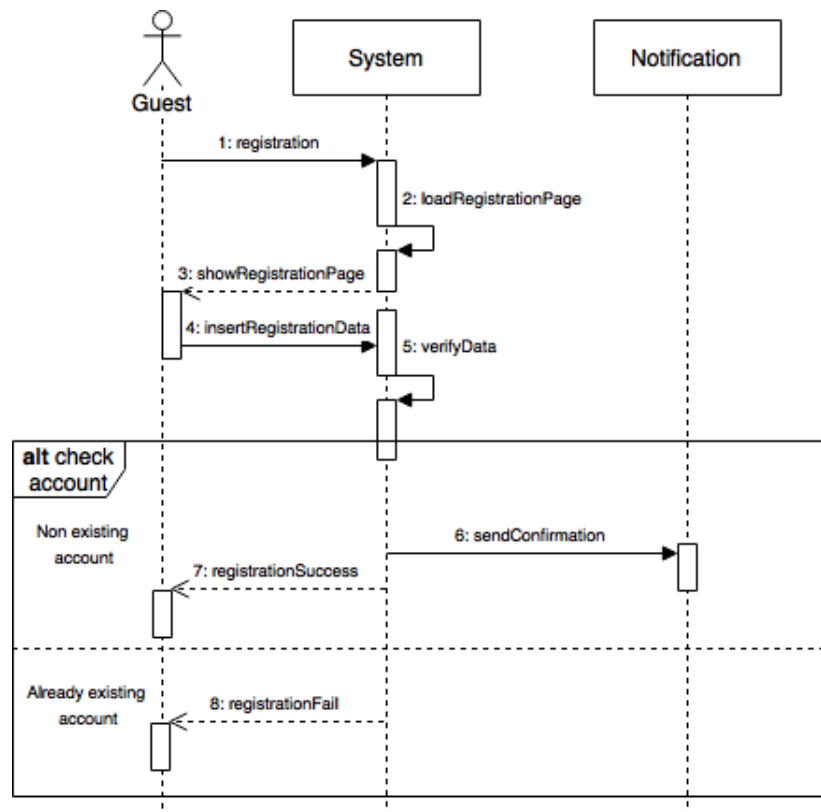 System
Notification
Guest
1: registration
2: loadRegistrationPage
3: showRegistrationPage
4: insertRegistrationData
5: verifyData
alt check
account
Non existing
account
6: sendConfirmation
7: registrationSuccess
Already existing
account
8: registrationFail